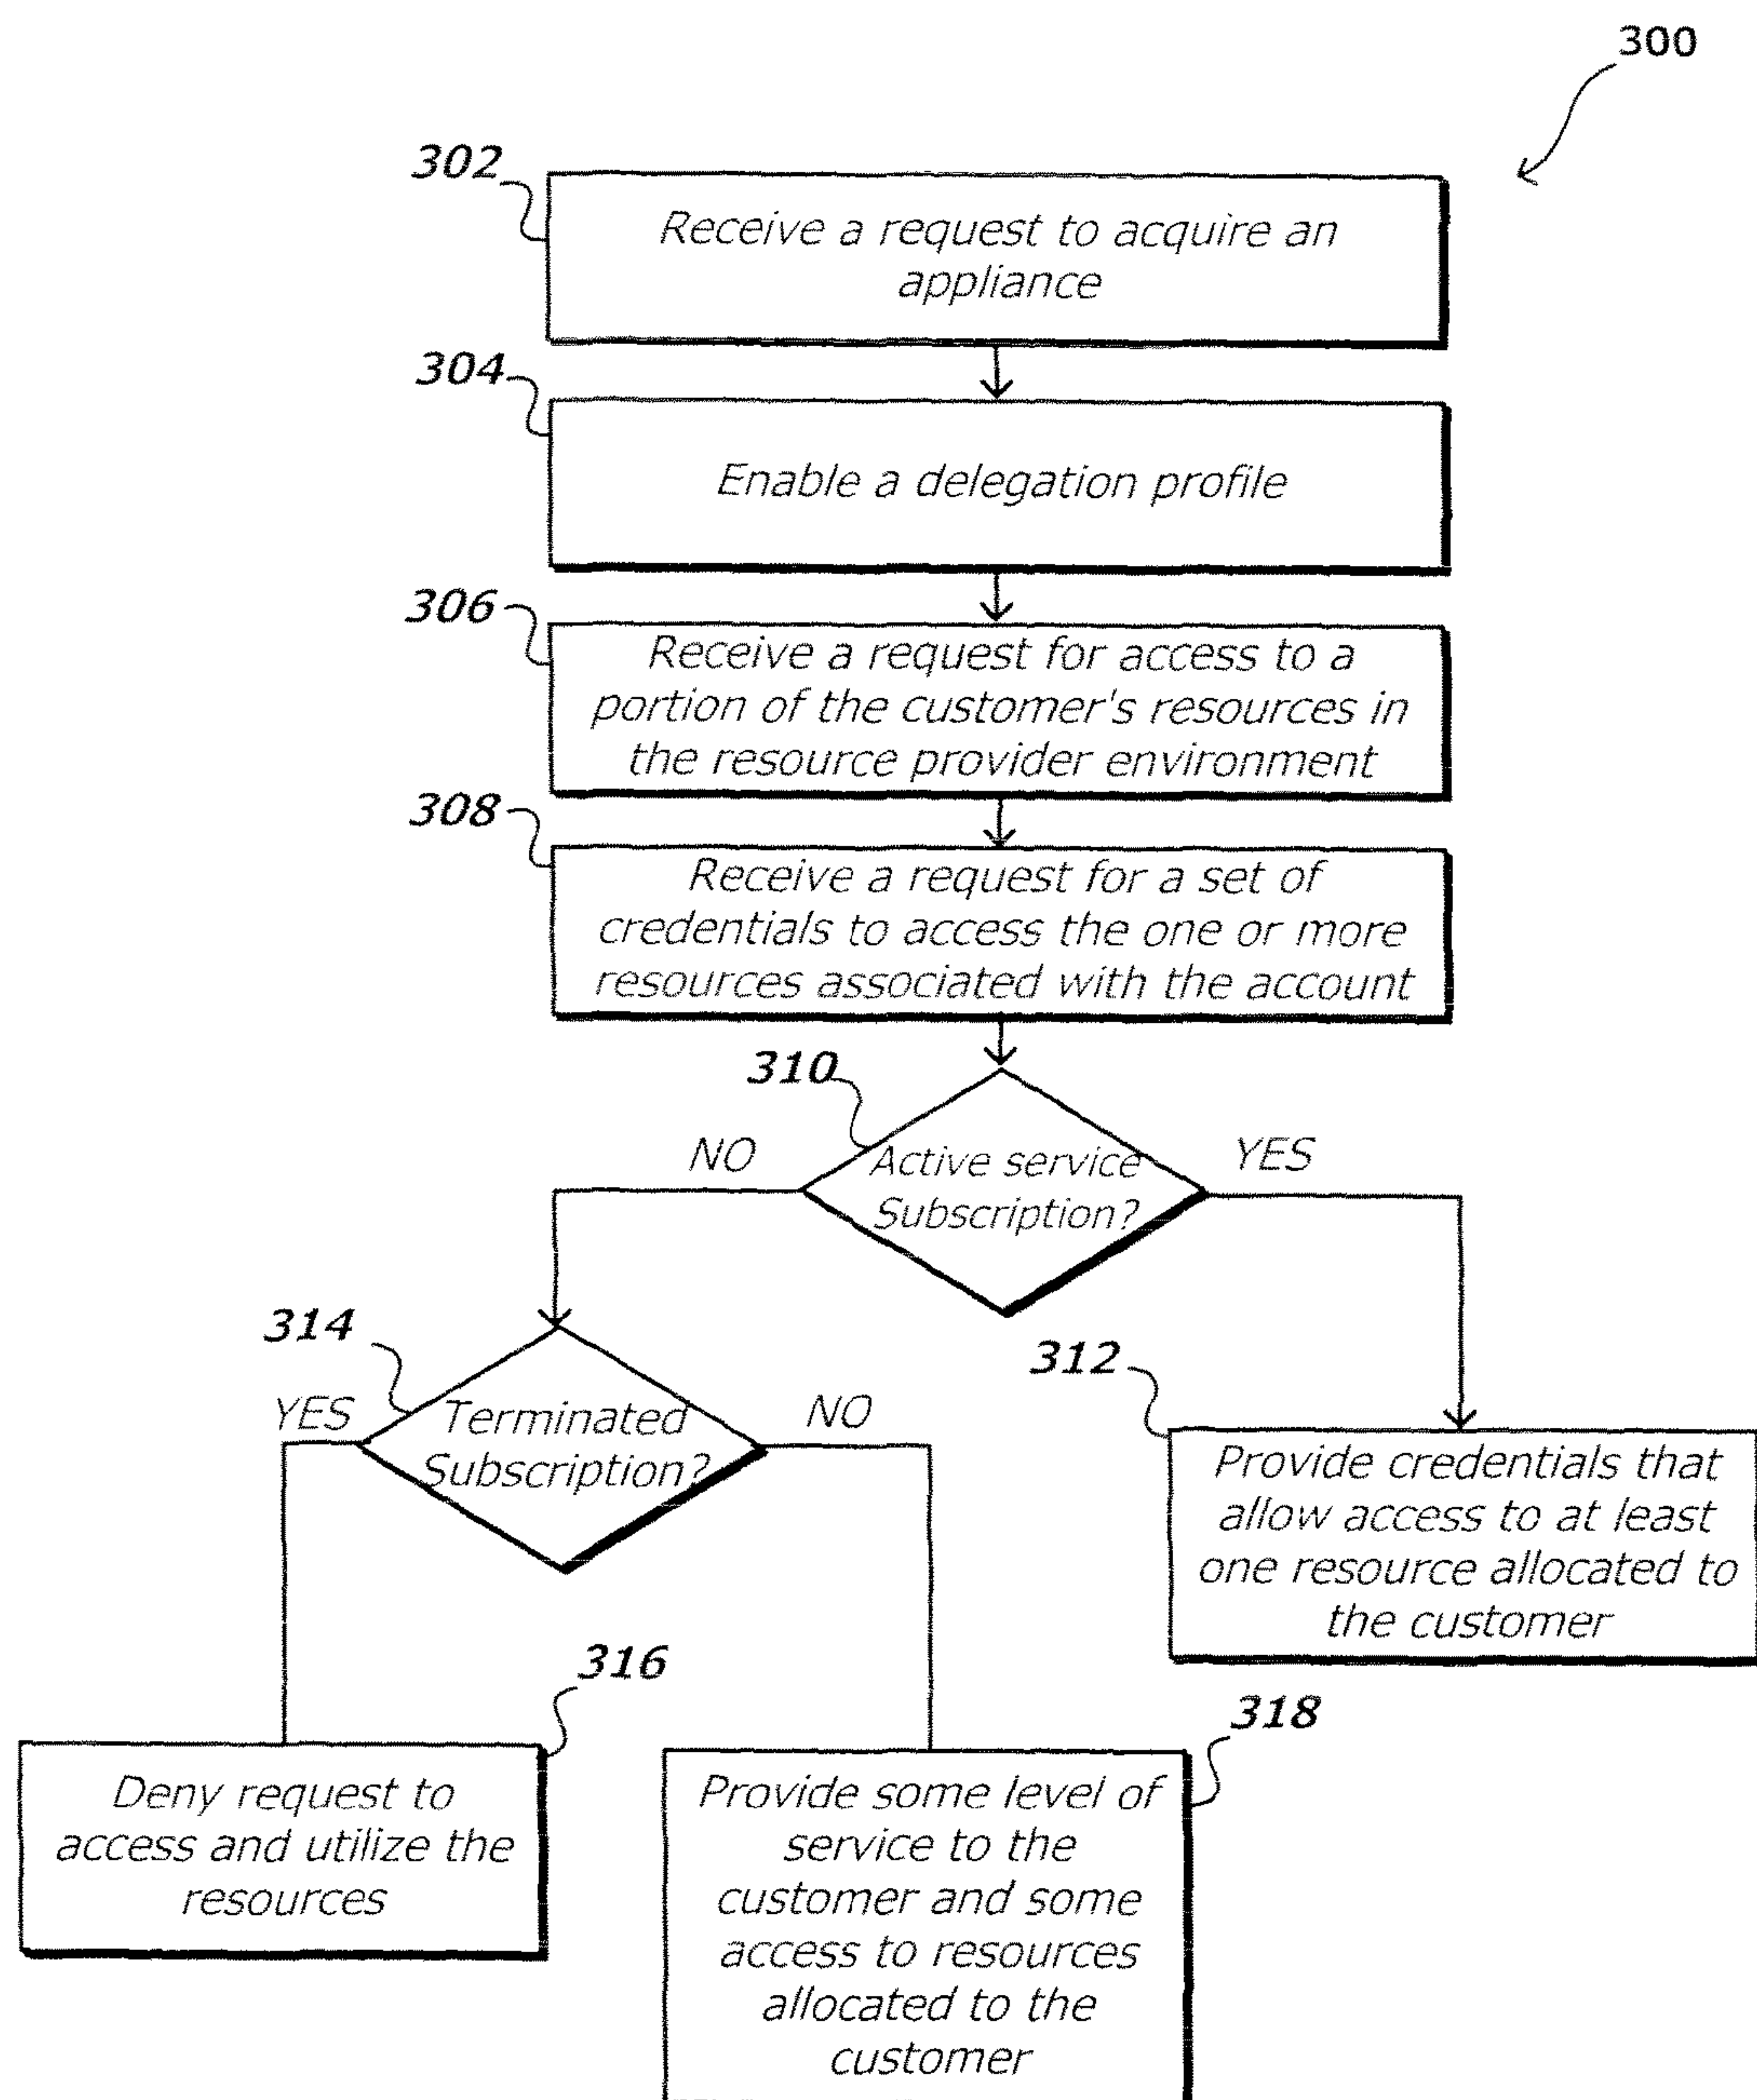 300
302
Receive a request to acquire an
appliance
304
Enable a delegation profile
306
Receive a request for access to a
portion of the customer's resources in
the resource provider environment
308
Receive a request for a set of
credentials to access the one or more
resources associated with the account
310
NO
Active service
Subscription?
YES
314
YES
Terminated
Subscription?
NO
312
Provide credentials that
allow access to at least
one resource allocated to
the customer
316
Deny request to
access and utilize the
resources
318
Provide some level of
service to the
customer and some
access to resources
allocated to the
customer